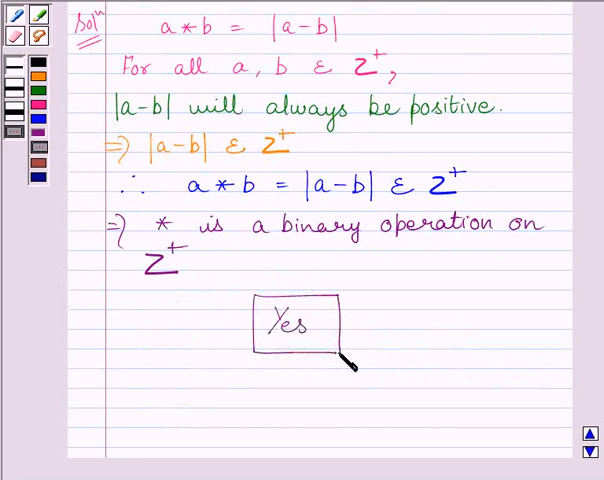 Solⁿ
a * b = |a-b|
For all a, b ε Z⁺,
|a-b| will always be positive.
⇒ |a-b| ε Z⁺
∴ a * b = |a-b| ε Z⁺
⇒ * is a binary operation on
Z⁺
Yes